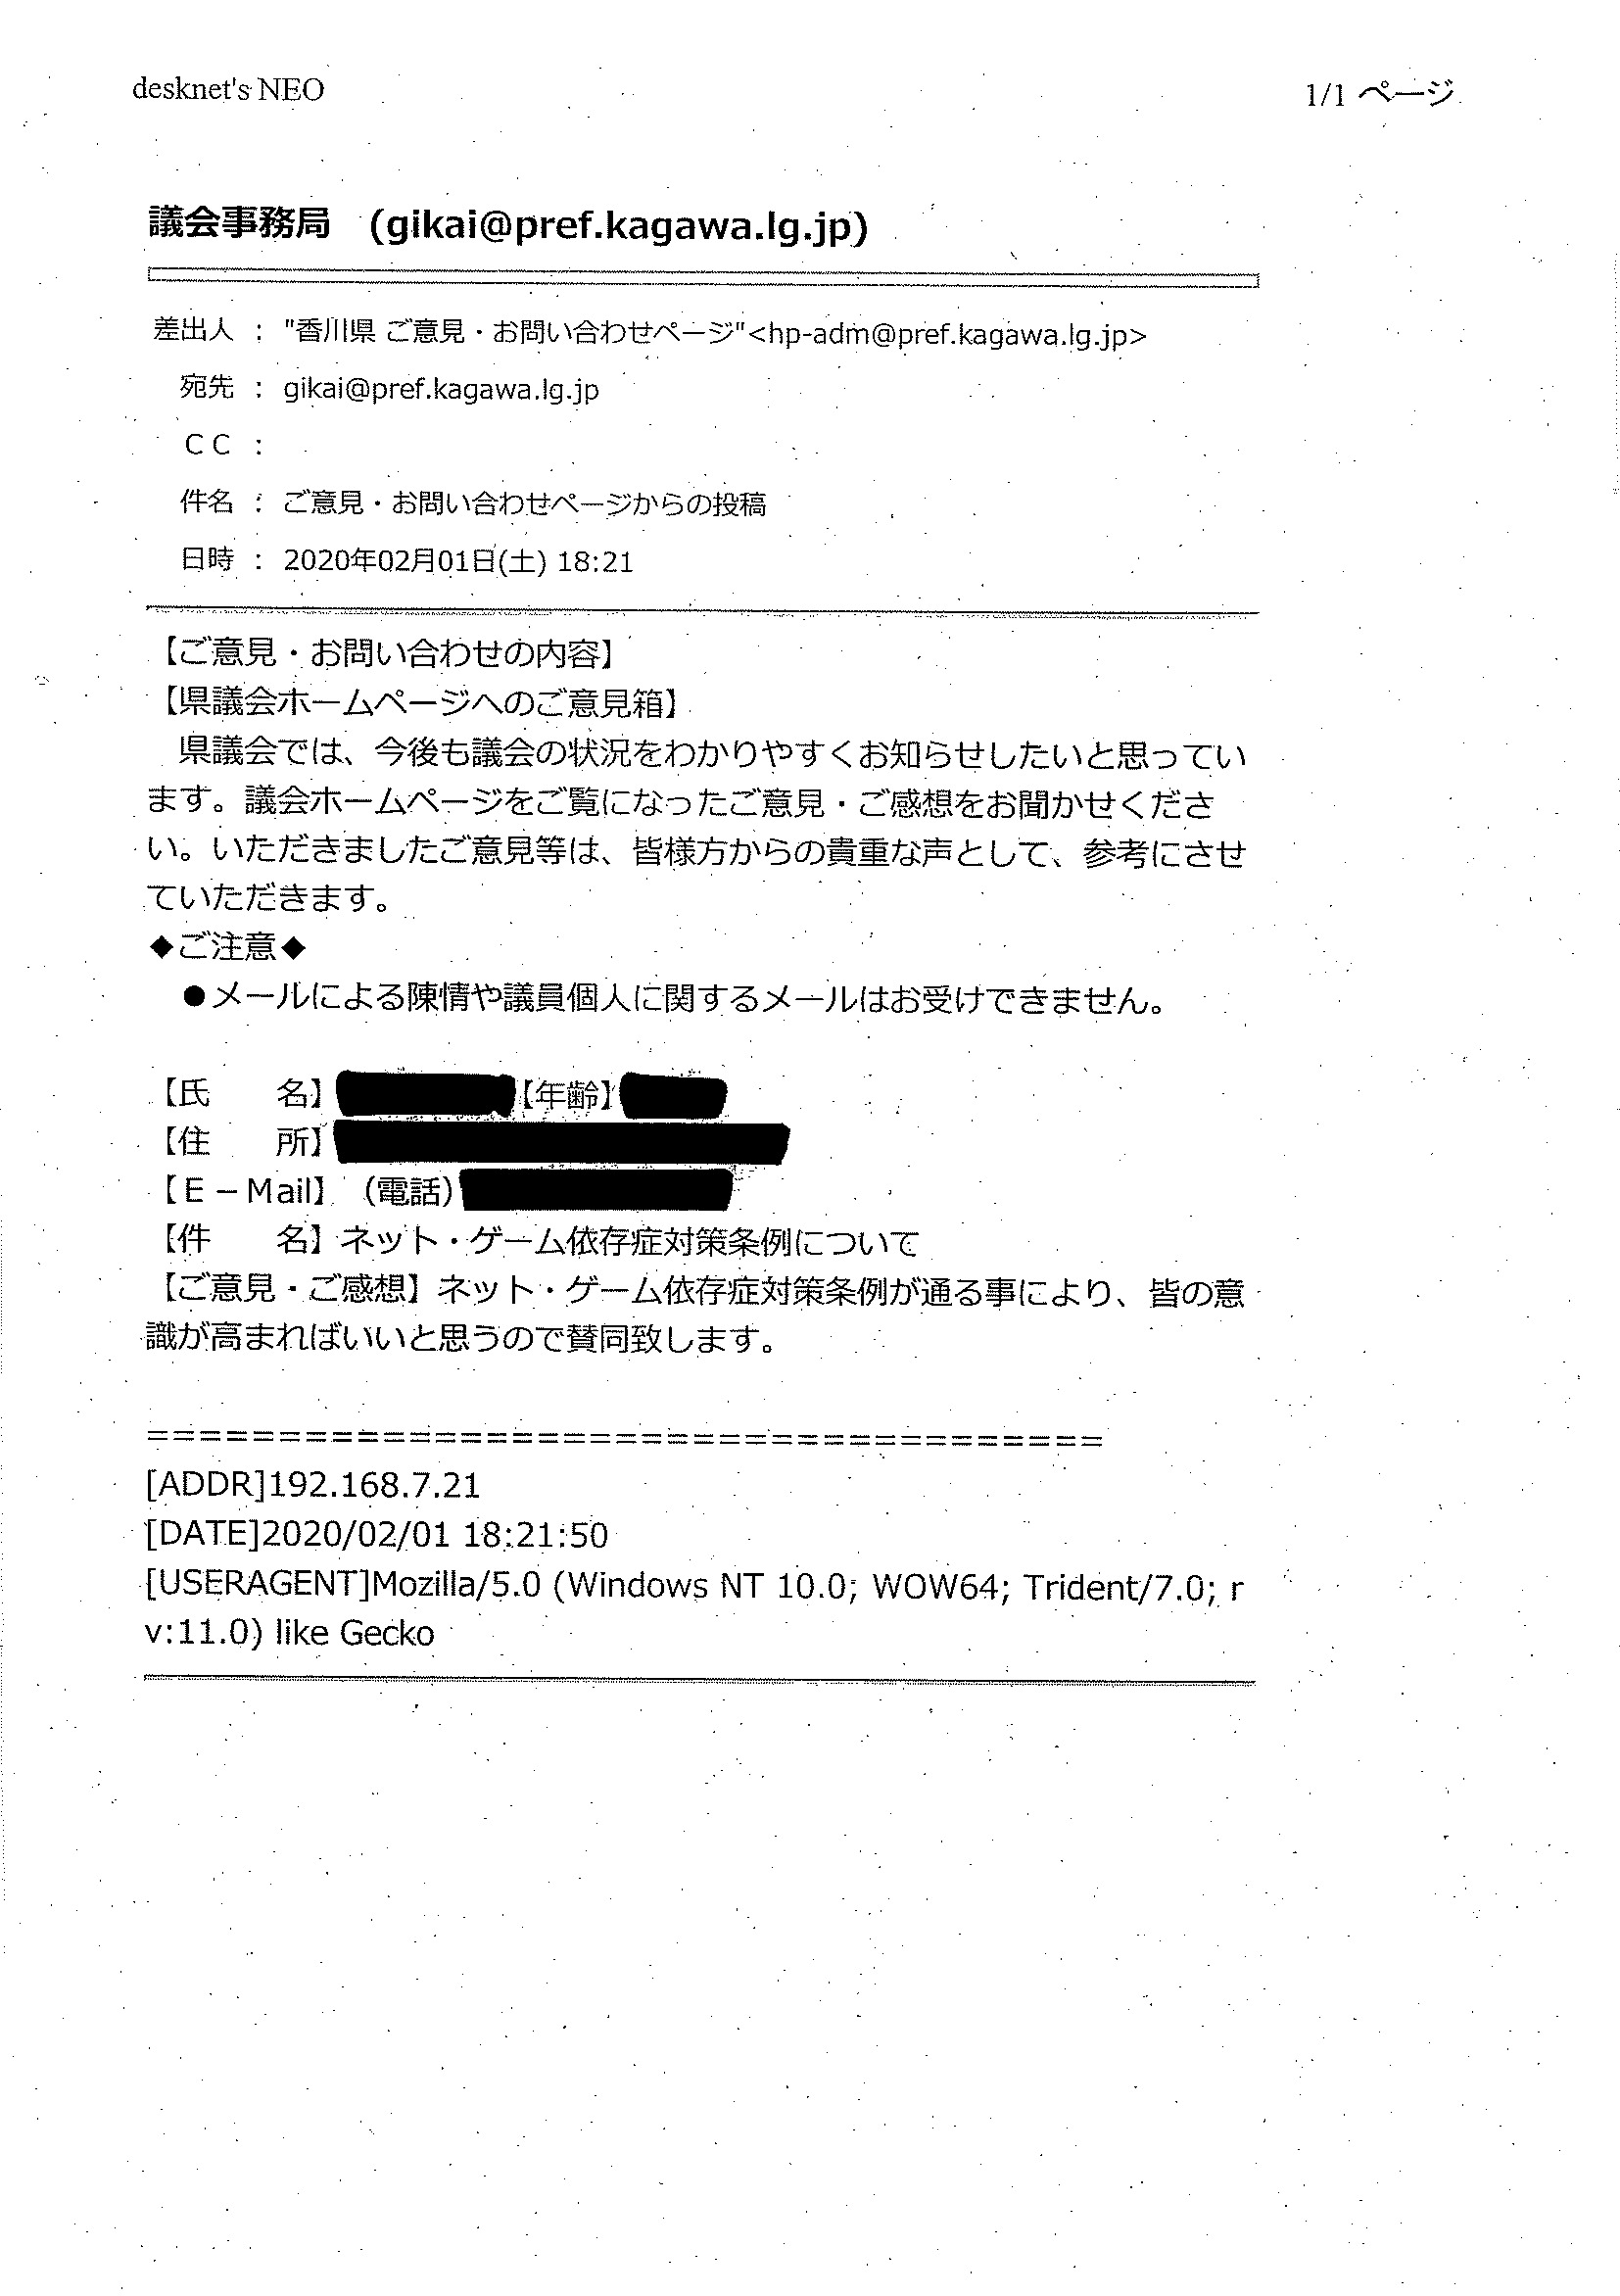 desknet's NEO
1/1 ページ
議会事務局 (gikai@pref.kagawa.lg.jp)
差出人 : "香川県 ご意見・お問い合わせページ"<hp-adm@pref.kagawa.lg.jp>
宛先 : gikai@pref.kagawa.lg.jp
ＣＣ :
件名 : ご意見・お問い合わせページからの投稿
日時 : 2020年02月01日(土) 18:21
【ご意見・お問い合わせの内容】
【県議会ホームページへのご意見箱】
　県議会では、今後も議会の状況をわかりやすくお知らせしたいと思ってい
ます。議会ホームページをご覧になったご意見・ご感想をお聞かせくださ
い。いただきましたご意見等は、皆様方からの貴重な声として、参考にさせ
ていただきます。
◆ご注意◆
　●メールによる陳情や議員個人に関するメールはお受けできません。
【氏　　名】【年齢】
【住　　所】
【Ｅ－Mail】（電話）
【件　　名】ネット・ゲーム依存症対策条例について
【ご意見・ご感想】ネット・ゲーム依存症対策条例が通る事により、皆の意
識が高まればいいと思うので賛同致します。
=====================================
[ADDR]192.168.7.21
[DATE]2020/02/01 18:21:50
[USERAGENT]Mozilla/5.0 (Windows NT 10.0; WOW64; Trident/7.0; r
v:11.0) like Gecko